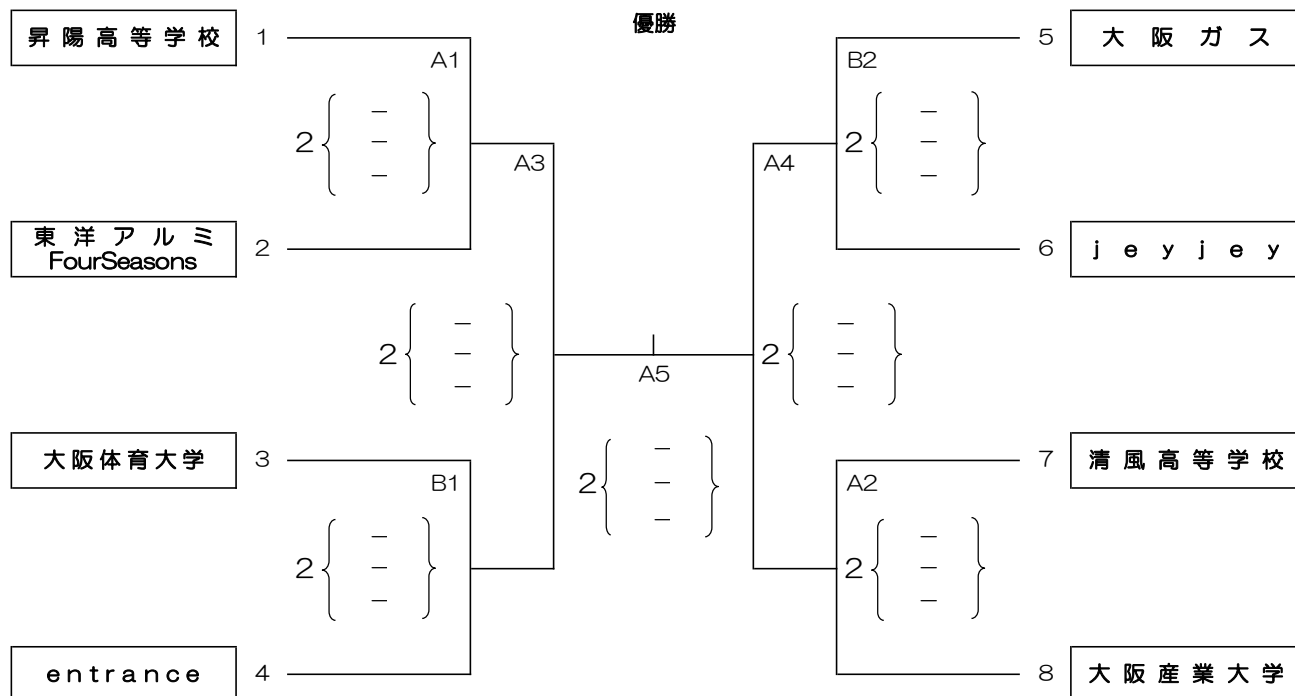 優勝
昇陽高等学校 1
A1
2 { － － － }
A3
東洋アルミ
FourSeasons
2
2 { － － － }
大阪体育大学 3
B1
2 { － － － }
entrance 4
A5
2 { － － － }
5 大阪ガス
B2
2 { － － － }
A4
6 jeyjey
2 { － － － }
7 清風高等学校
A2
2 { － － － }
8 大阪産業大学